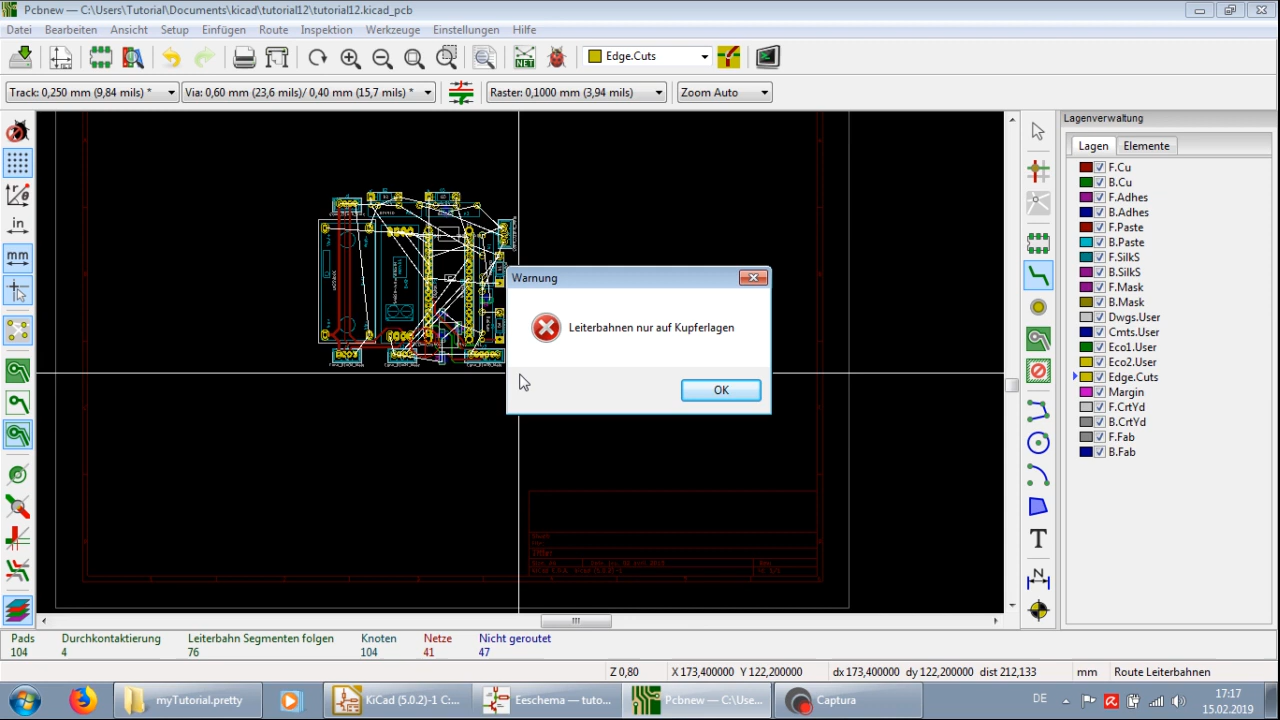 Pcbnew — C:\Users\Tutorial\Documents\kicad\tutorial12\tutorial12.kicad_pcb
Datei Bearbeiten Ansicht Setup Einfügen Route Inspektion Werkzeuge Einstellungen Hilfe
NET
Edge.Cuts
Track: 0,250 mm (9,84 mils) *
Via: 0,60 mm (23,6 mils)/ 0,40 mm (15,7 mils) *
Raster: 0,1000 mm (3,94 mils)
Zoom Auto
in
mm
Warnung
Leiterbahnen nur auf Kupferlagen
OK
Lagenverwaltung
Lagen Elemente
F.Cu
B.Cu
F.Adhes
B.Adhes
F.Paste
B.Paste
F.SilkS
B.SilkS
F.Mask
B.Mask
Dwgs.User
Cmts.User
Eco1.User
Eco2.User
Edge.Cuts
Margin
F.CrtYd
B.CrtYd
F.Fab
B.Fab
T
N
Pads Durchkontaktierung Leiterbahn Segmenten folgen Knoten Netze Nicht geroutet
104 4 76 104 41 47
Z 0,80 X 173,400000 Y 122,200000 dx 173,400000 dy 122,200000 dist 212,133 mm Route Leiterbahnen
myTutorial.pretty
KiCad (5.0.2)-1 C:...
Eeschema — tuto...
Pcbnew — C:\Use...
Captura
DE
17:17
15.02.2019